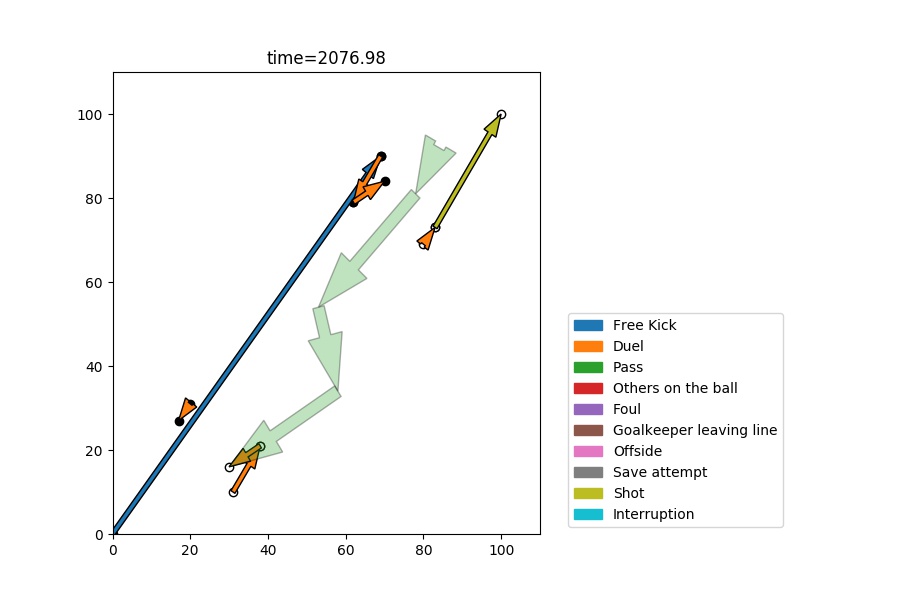 time=2076.98
100
80
60
40
20
0
0 20 40 60 80 100
Free Kick
Duel
Pass
Others on the ball
Foul
Goalkeeper leaving line
Offside
Save attempt
Shot
Interruption